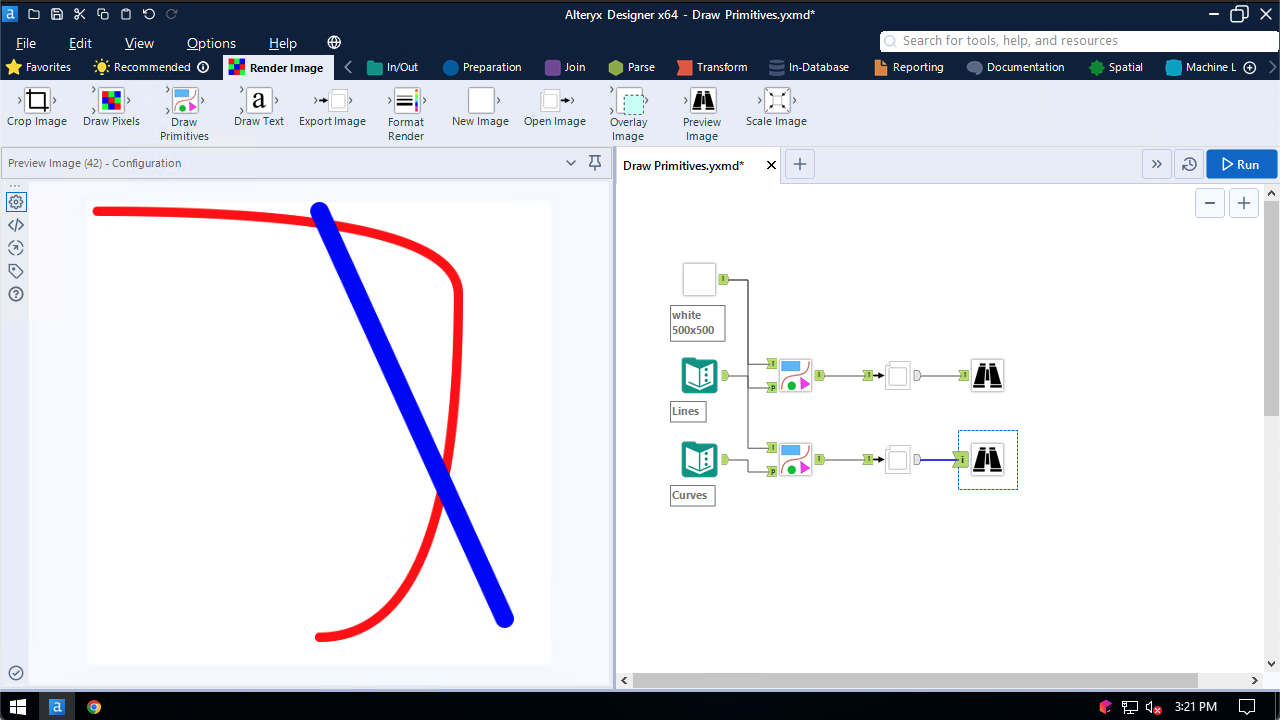 Alteryx Designer x64 - Draw Primitives.yxmd*
File Edit View Options Help
Search for tools, help, and resources
Favorites Recommended Render Image In/Out Preparation Join Parse Transform In-Database Reporting Documentation Spatial Machine L
Crop Image Draw Pixels Draw Primitives Draw Text Export Image Format Render New Image Open Image Overlay Image Preview Image Scale Image
Preview Image (42) - Configuration
Draw Primitives.yxmd*
Run
white
500x500
Lines
Curves
3:21 PM